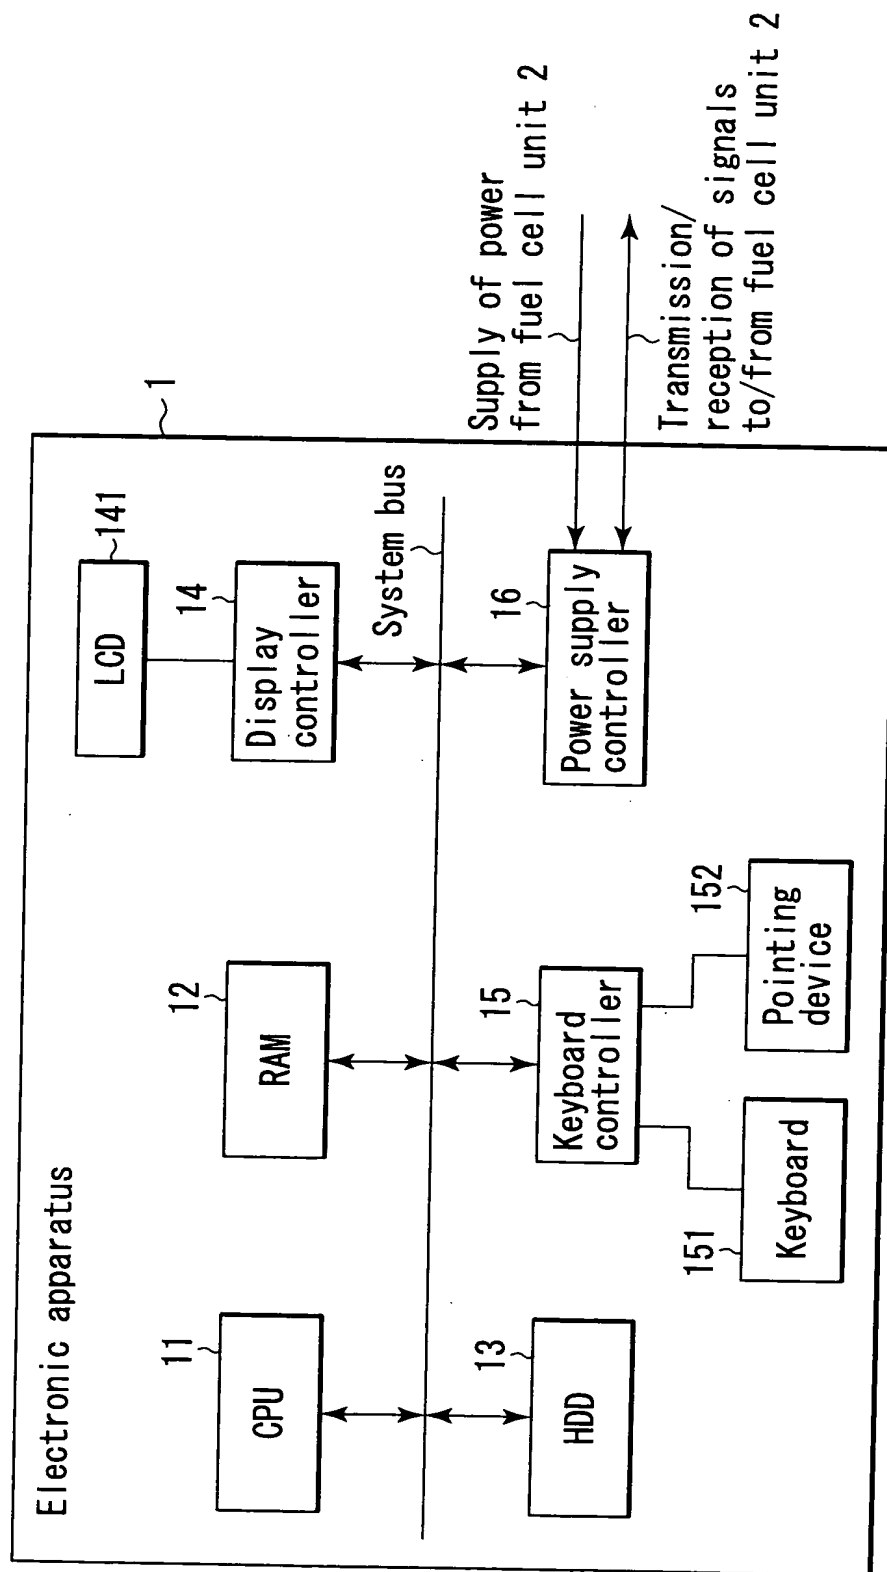 Electronic apparatus
1
11
CPU
12
RAM
14
Display
controller
141
LCD
System bus
13
HDD
15
Keyboard
controller
16
Power supply
controller
151
Keyboard
152
Pointing
device
Supply of power
from fuel cell unit 2
Transmission/
reception of signals
to/from fuel cell unit 2